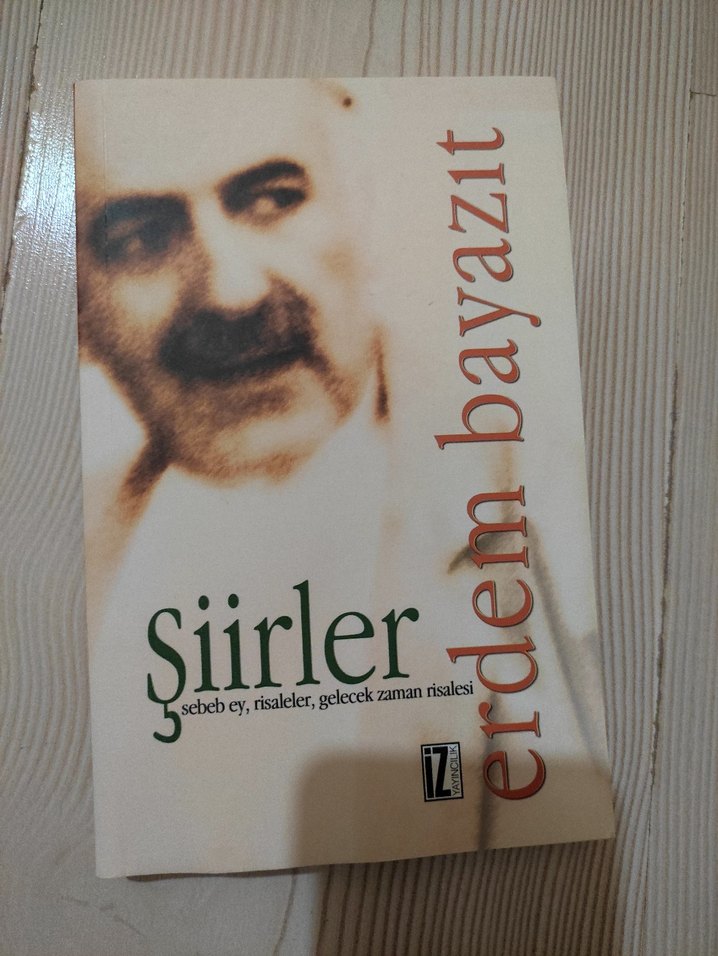 erdem bayazıt
Şiirler
sebeb ey, risaleler, gelecek zaman risalesi
İZ
YAYINCILIK